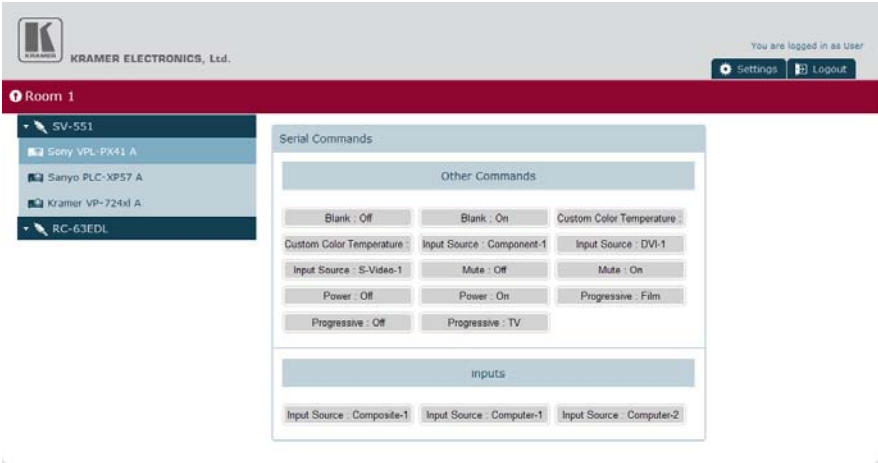 KRAMER
KRAMER ELECTRONICS, Ltd.
You are logged in as User
Settings
Logout
Room 1
SV-551
Sony VPL-PX41 A
Sanyo PLC-XP57 A
Kramer VP-724xl A
RC-63EDL
Serial Commands
Other Commands
Blank : Off
Blank : On
Custom Color Temperature :
Custom Color Temperature :
Input Source : Component-1
Input Source : DVI-1
Input Source : S-Video-1
Mute : Off
Mute : On
Power : Off
Power : On
Progressive : Film
Progressive : Off
Progressive : TV
Inputs
Input Source : Composite-1
Input Source : Computer-1
Input Source : Computer-2